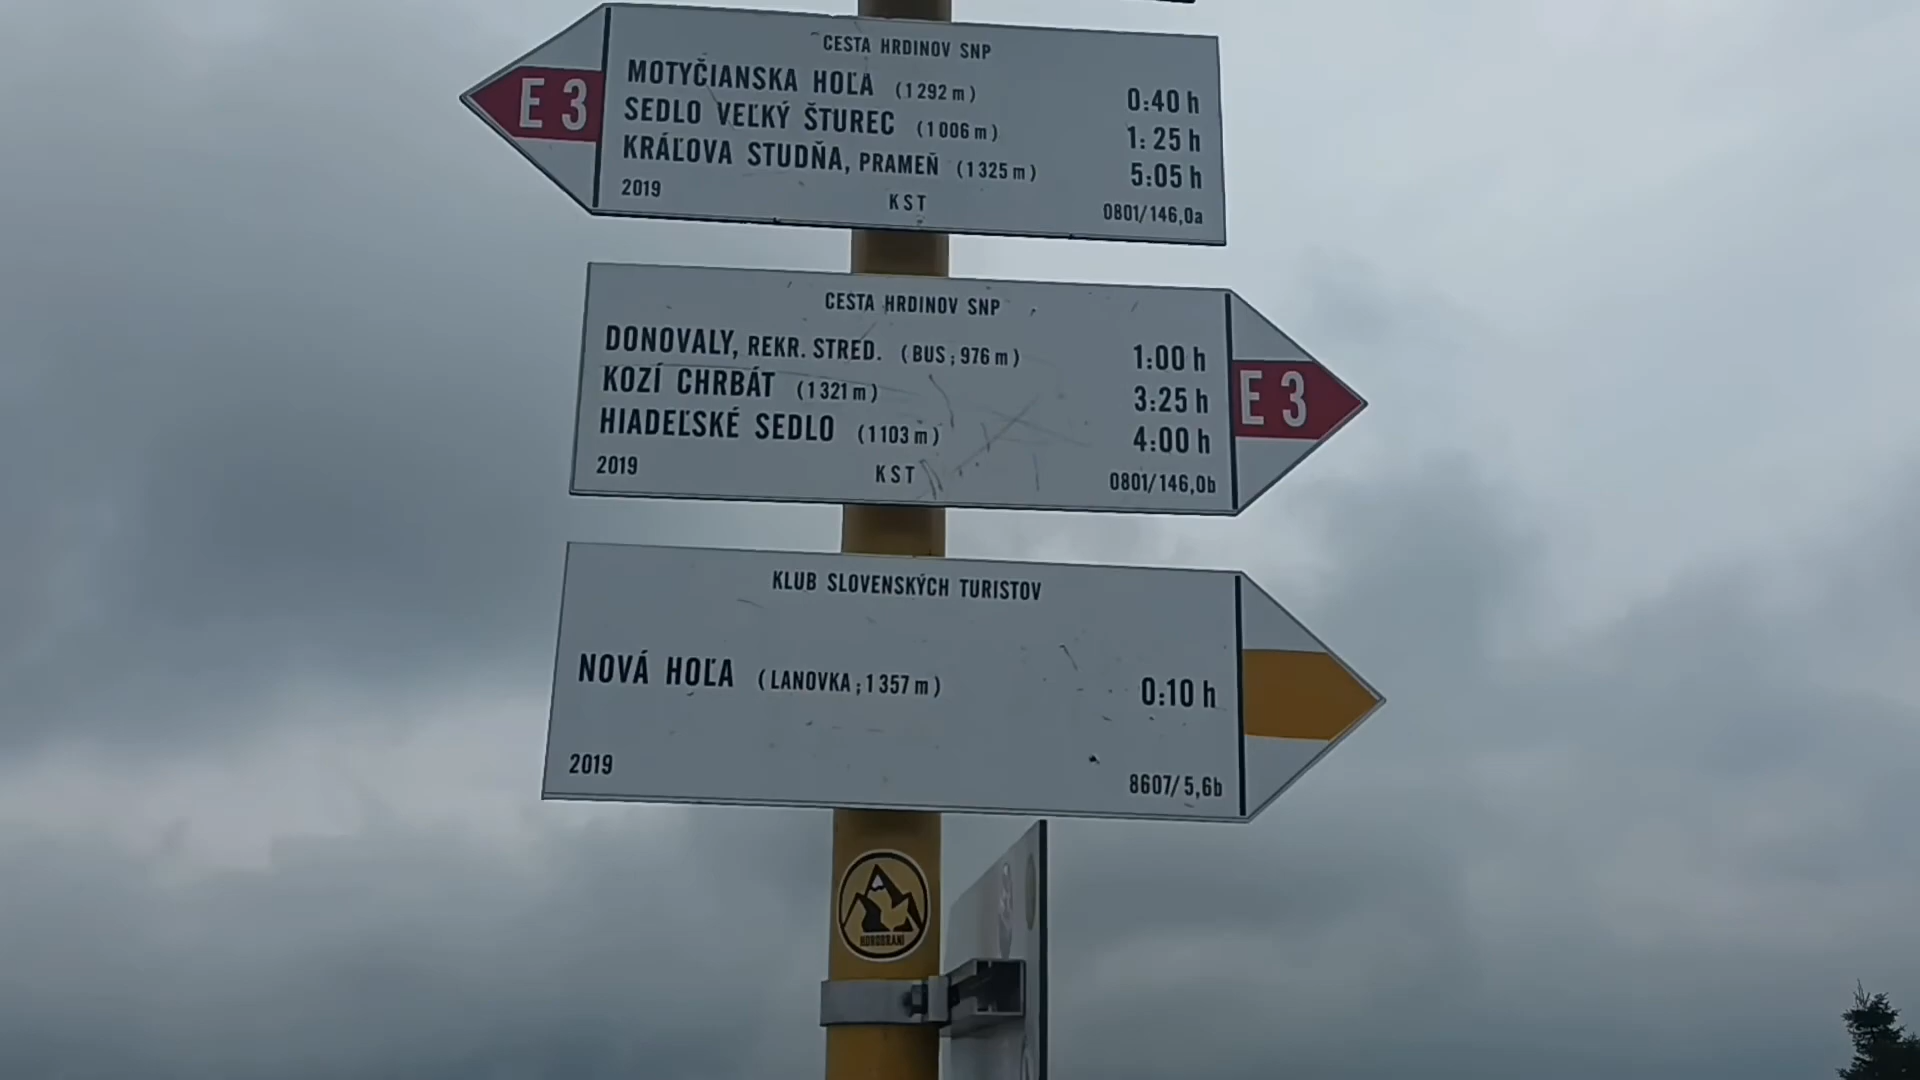 CESTA HRDINOV SNP
E 3
MOTYČIANSKA HOĽA (1292 m) 0:40 h
SEDLO VEĽKÝ ŠTUREC (1006 m) 1:25 h
KRÁĽOVA STUDŇA, PRAMEŇ (1325 m) 5:05 h
2019 KST 0801/146,0a
CESTA HRDINOV SNP
DONOVALY, REKR. STRED. (BUS; 976 m) 1:00 h
KOZÍ CHRBÁT (1321 m) 3:25 h
E 3
HIADEĽSKÉ SEDLO (1103 m) 4:00 h
2019 KST 0801/146,0b
KLUB SLOVENSKÝCH TURISTOV
NOVÁ HOĽA (LANOVKA; 1357 m) 0:10 h
2019 8607/5,6b
HOROBRANÍ